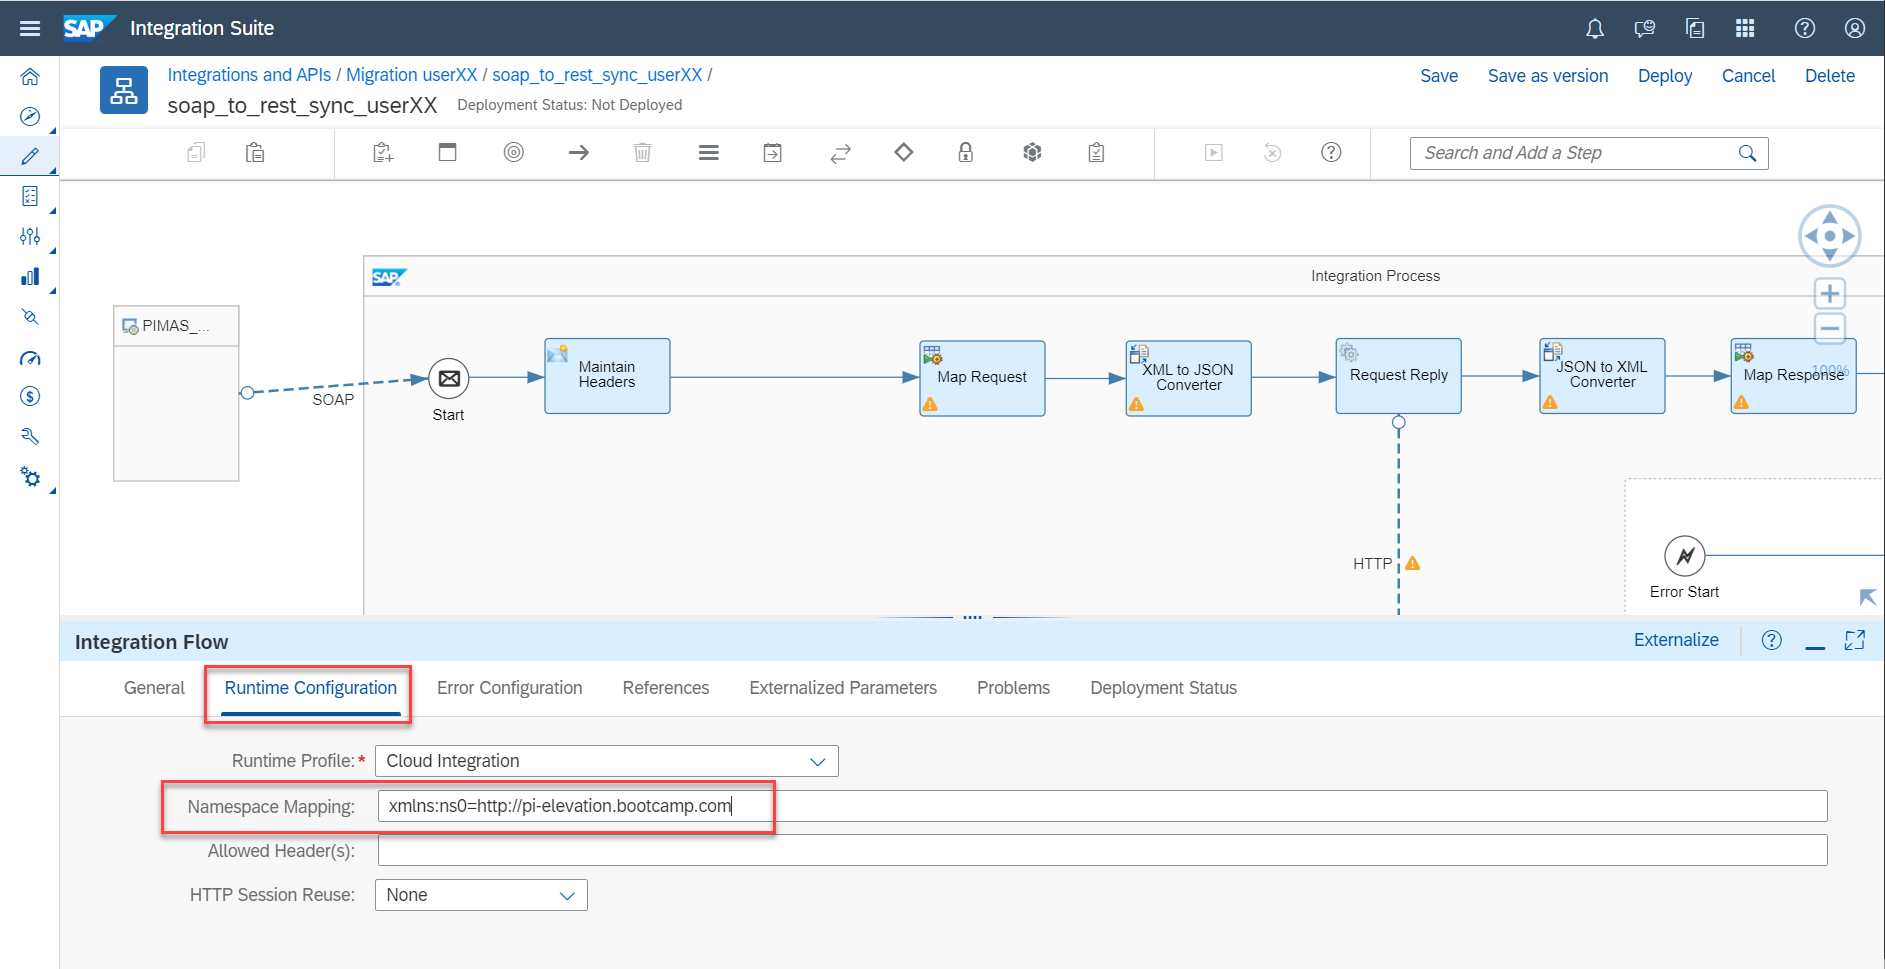 SAP Integration Suite
Integrations and APIs / Migration userXX / soap_to_rest_sync_userXX /
soap_to_rest_sync_userXX Deployment Status: Not Deployed
Save Save as version Deploy Cancel Delete
Search and Add a Step
SAP
Integration Process
PIMAS_...
SOAP
Start
Maintain
Headers
Map Request
XML to JSON
Converter
Request Reply
JSON to XML
Converter
Map Response
100%
HTTP
Error Start
Integration Flow
Externalize
General Runtime Configuration Error Configuration References Externalized Parameters Problems Deployment Status
Runtime Profile:* Cloud Integration
Namespace Mapping: xmlns:ns0=http://pi-elevation.bootcamp.com
Allowed Header(s):
HTTP Session Reuse: None